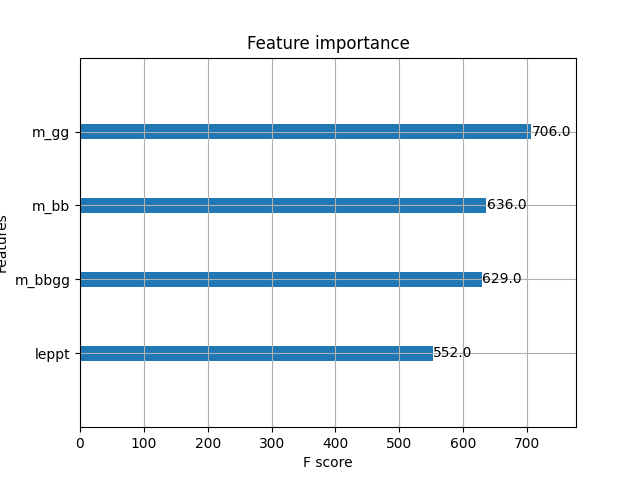 Feature importance
m_gg
706.0
m_bb
636.0
m_bbgg
629.0
leppt
552.0
0 100 200 300 400 500 600 700
F score
Features